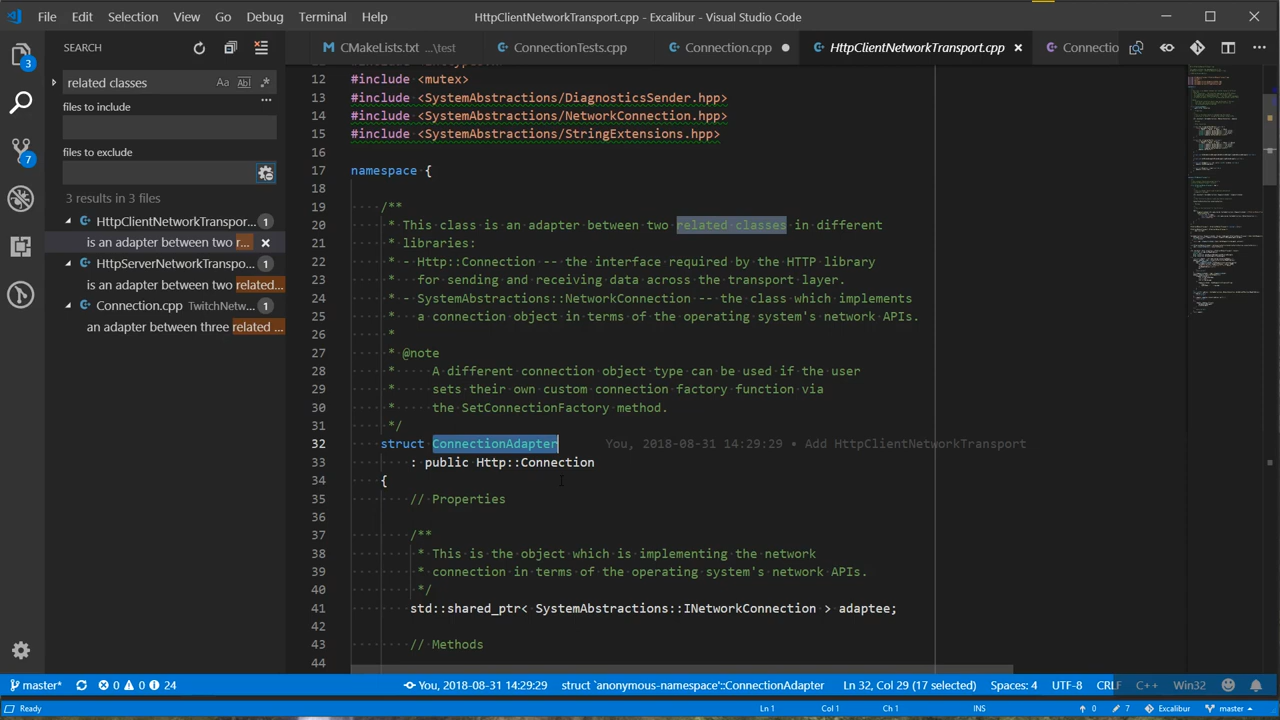 File Edit Selection View Go Debug Terminal Help HttpClientNetworkTransport.cpp - Excalibur - Visual Studio Code
SEARCH
CMakeLists.txt ...\test ConnectionTests.cpp Connection.cpp HttpClientNetworkTransport.cpp Connectio
3
related classes Aa Abl .*
files to include
...
files to exclude
7
3 results in 3 files
HttpClientNetworkTranspor... 1
is an adapter between two r...
HttpServerNetworkTranspo... 1
is an adapter between two related...
Connection.cpp TwitchNetw... 1
an adapter between three related ...
12 #include <mutex>
13 #include <SystemAbstractions/DiagnosticsSender.hpp>
14 #include <SystemAbstractions/NetworkConnection.hpp>
15 #include <SystemAbstractions/StringExtensions.hpp>
16
17 namespace {
18
19 /**
20 * This class is an adapter between two related classes in different
21 * libraries:
22 * - Http::Connection -- the interface required by the HTTP library
23 * for sending and receiving data across the transport layer.
24 * - SystemAbstractions::NetworkConnection -- the class which implements
25 * a connection object in terms of the operating system's network APIs.
26 *
27 * @note
28 * A different connection object type can be used if the user
29 * sets their own custom connection factory function via
30 * the SetConnectionFactory method.
31 */
32 struct ConnectionAdapter You, 2018-08-31 14:29:29 • Add HttpClientNetworkTransport
33 : public Http::Connection
34 {
35 // Properties
36
37 /**
38 * This is the object which is implementing the network
39 * connection in terms of the operating system's network APIs.
40 */
41 std::shared_ptr< SystemAbstractions::INetworkConnection > adaptee;
42
43 // Methods
44
master* 0 0 24 You, 2018-08-31 14:29:29 struct `anonymous-namespace'::ConnectionAdapter Ln 32, Col 29 (17 selected) Spaces: 4 UTF-8 CRLF C++ Win32
Ready Ln 1 Col 1 Ch 1 INS 0 7 Excalibur master